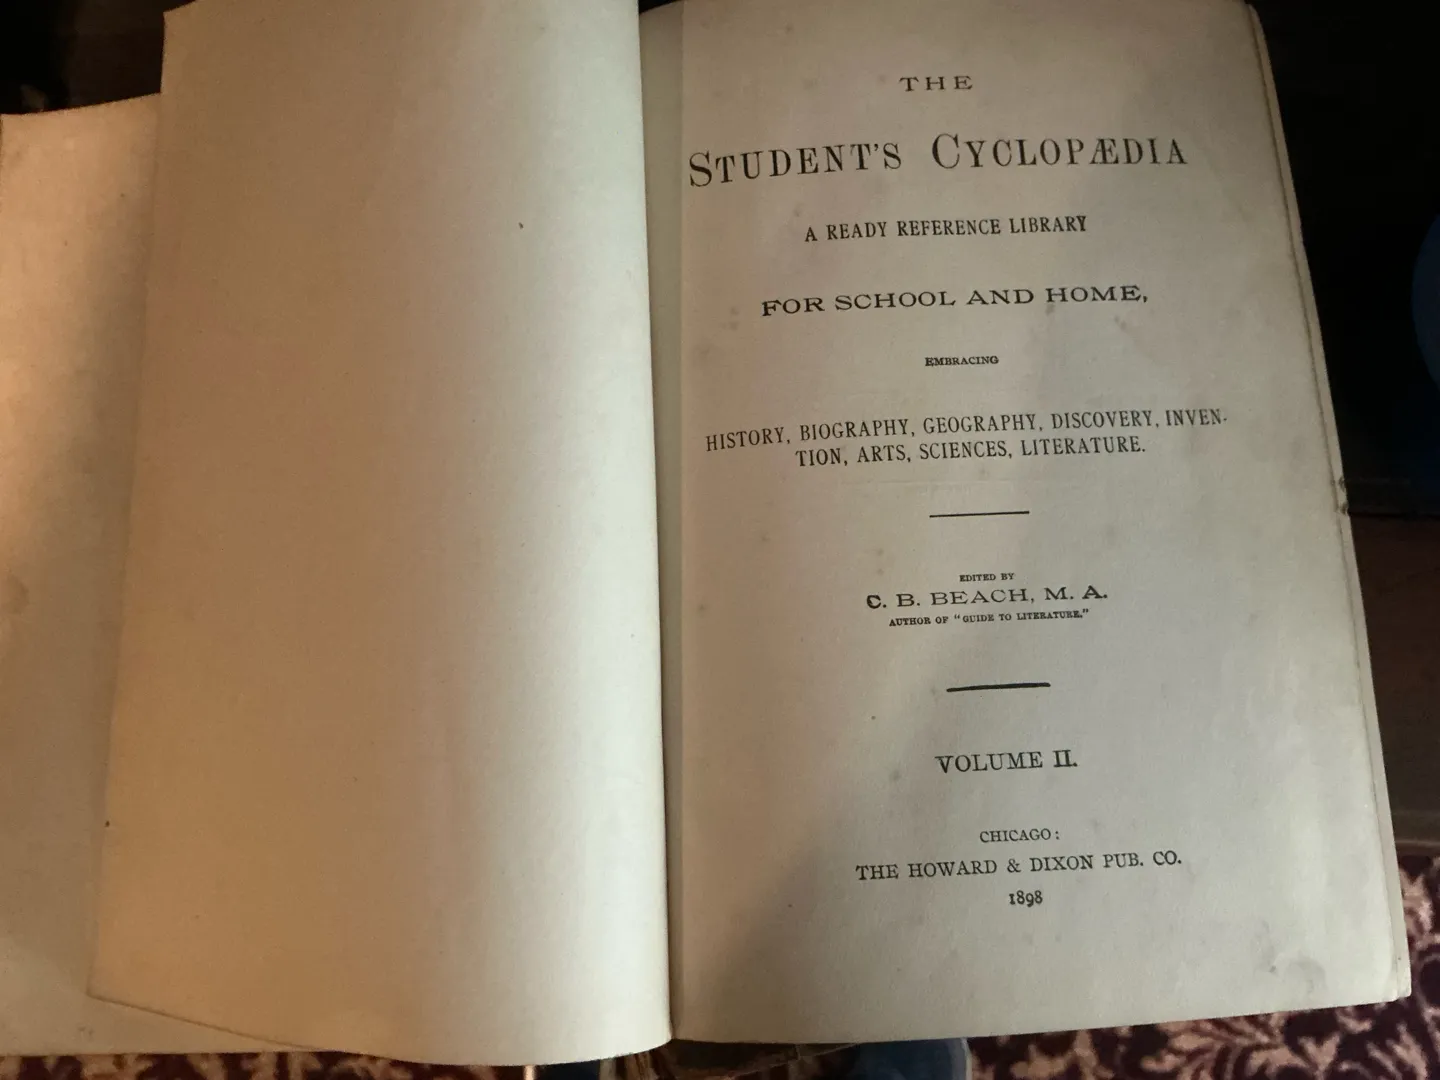 THE
STUDENT'S CYCLOPÆDIA
A READY REFERENCE LIBRARY
FOR SCHOOL AND HOME,
EMBRACING
HISTORY, BIOGRAPHY, GEOGRAPHY, DISCOVERY, INVEN-
TION, ARTS, SCIENCES, LITERATURE.
EDITED BY
C. B. BEACH, M. A.
AUTHOR OF "GUIDE TO LITERATURE."
VOLUME II.
CHICAGO:
THE HOWARD & DIXON PUB. CO.
1898